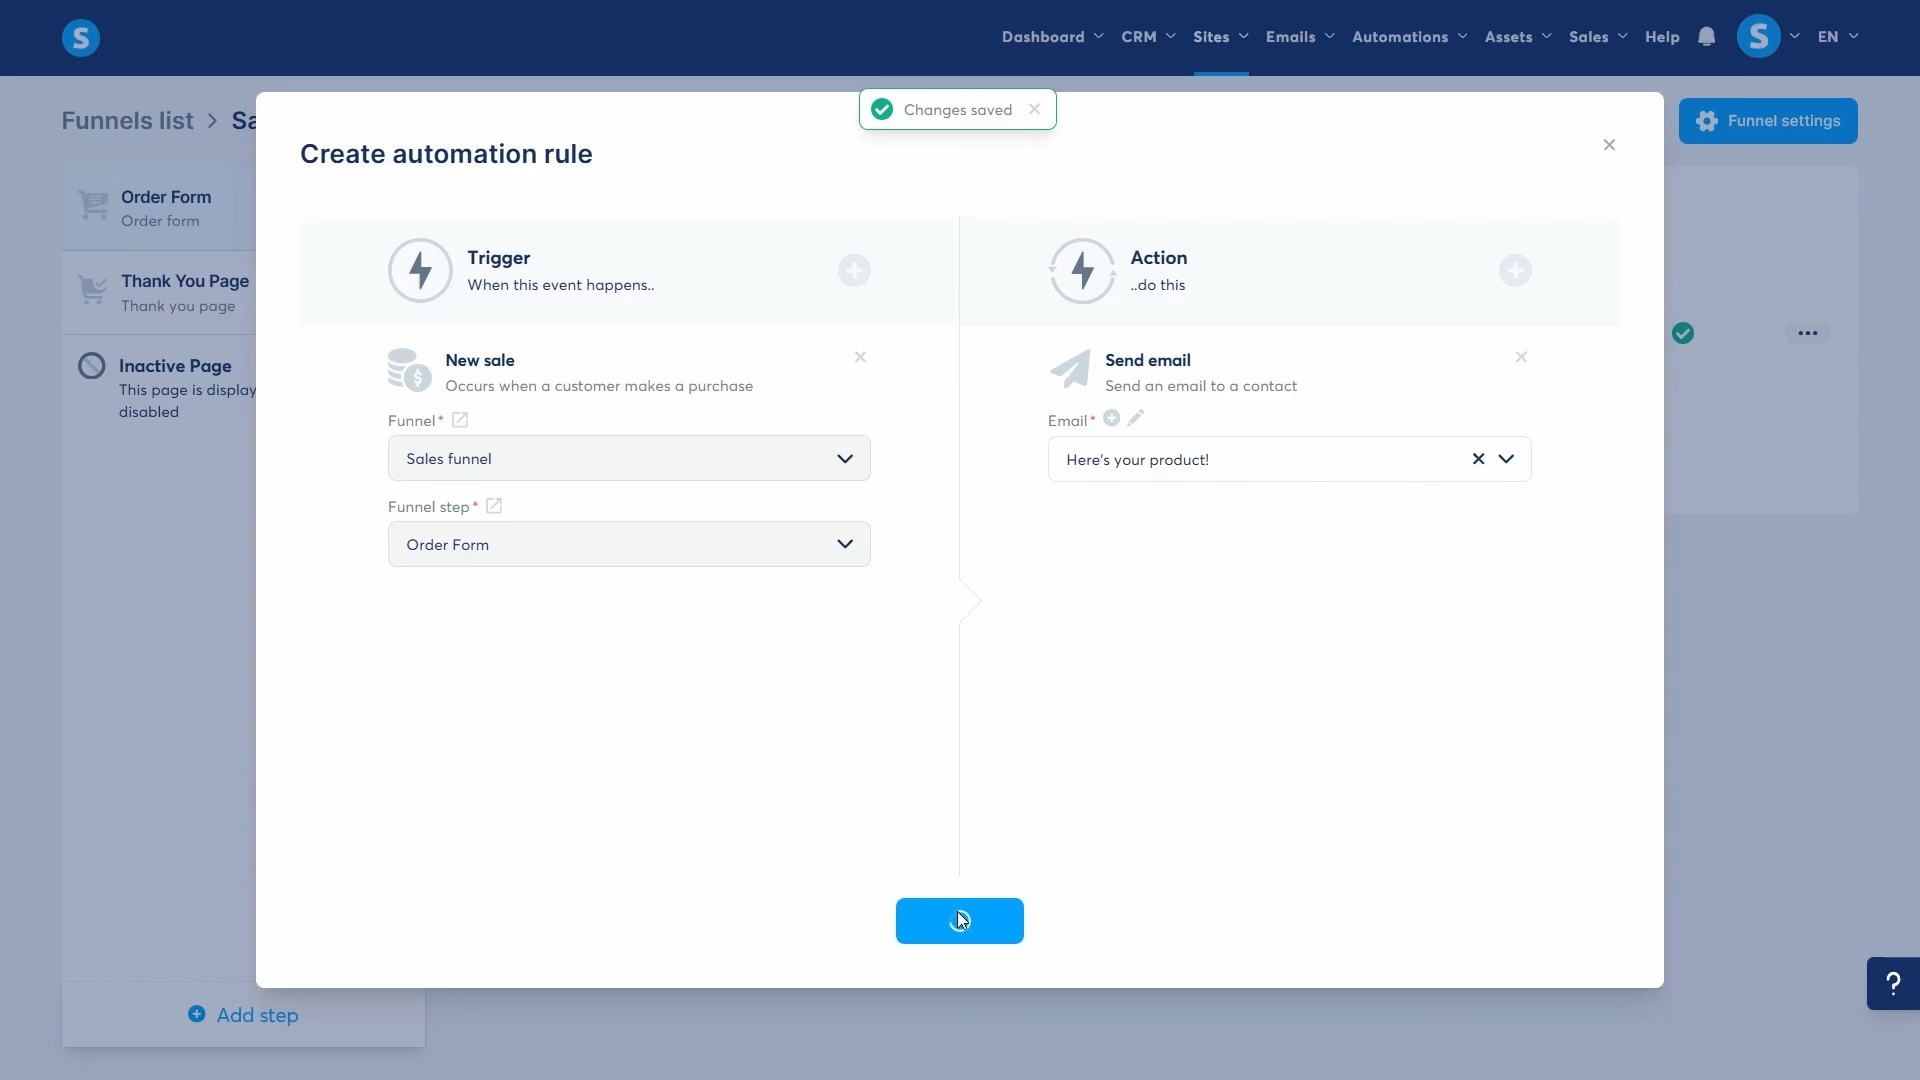 S
Dashboard CRM Sites Emails Automations Assets Sales Help S EN
Funnels list > Sa
Changes saved
Funnel settings
Create automation rule
Order Form
Order form
Thank You Page
Thank you page
Inactive Page
This page is display
disabled
Trigger
When this event happens..
Action
..do this
New sale
Occurs when a customer makes a purchase
Send email
Send an email to a contact
Funnel*
Sales funnel
Email*
Here's your product!
Funnel step*
Order Form
Add step
?